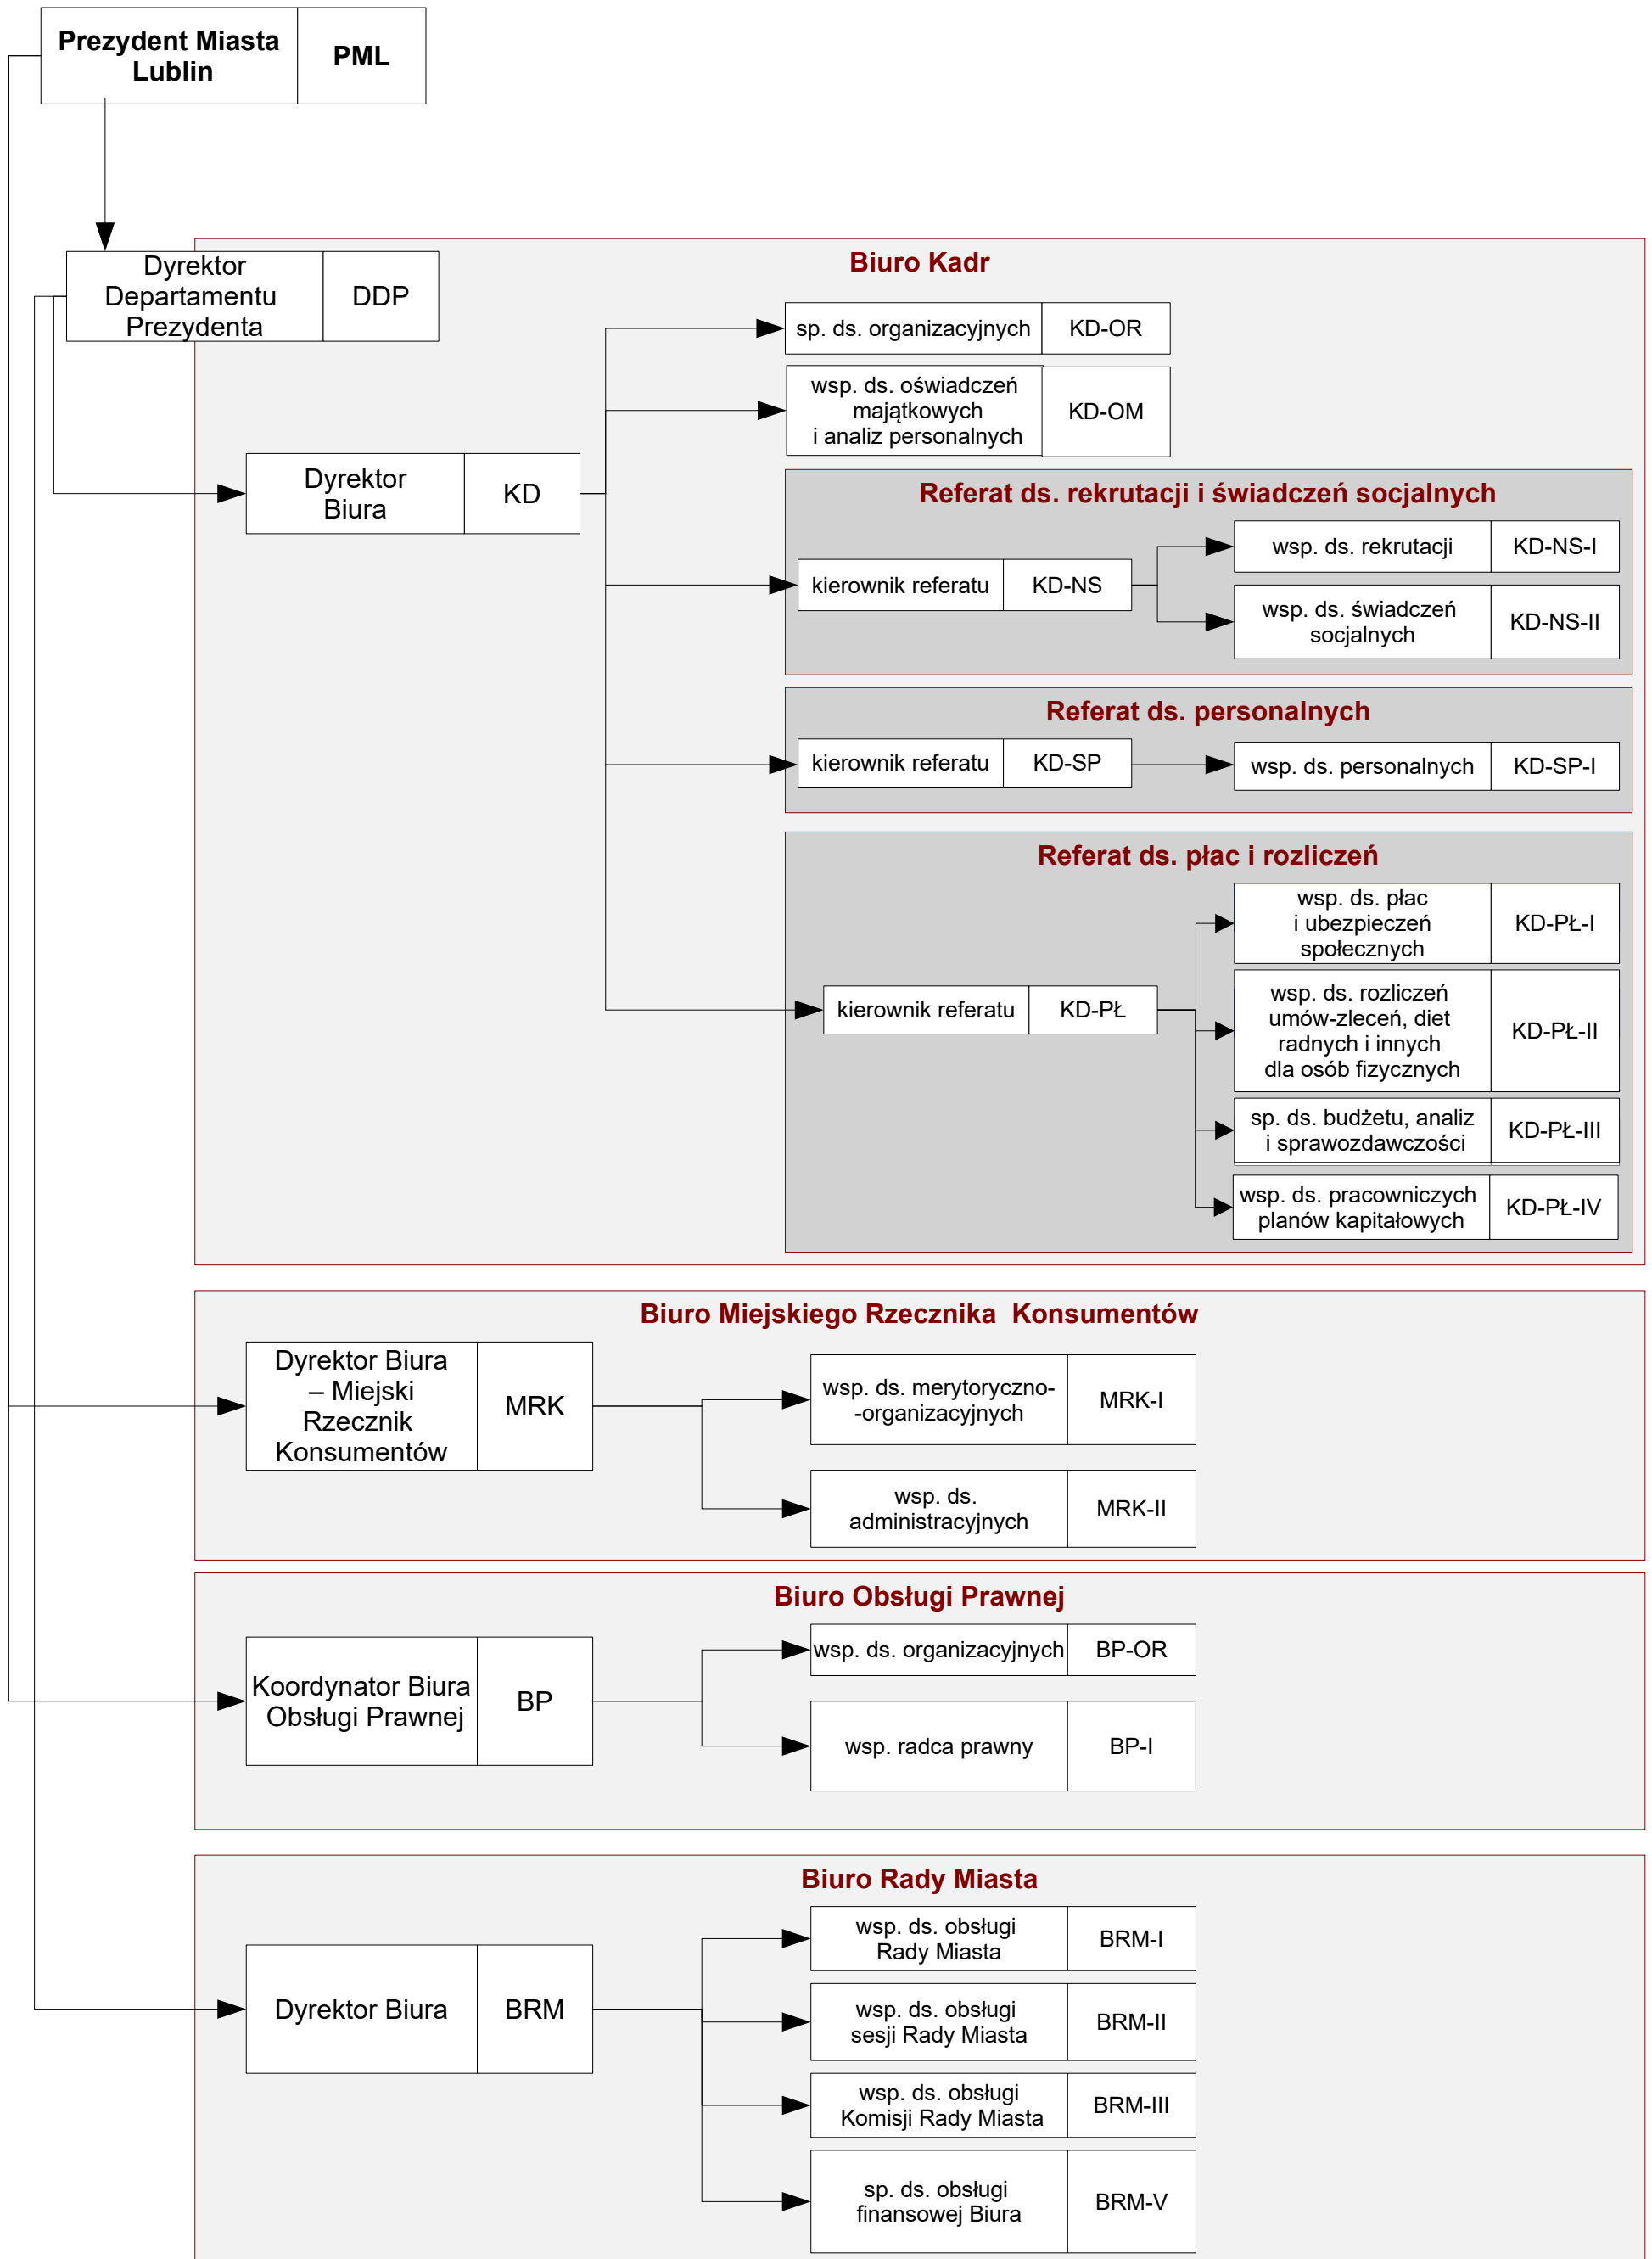 Prezydent Miasta
Lublin
PML
Dyrektor
Departamentu
Prezydenta
DDP
Biuro Kadr
sp. ds. organizacyjnych
KD-OR
wsp. ds. oświadczeń
majątkowych
i analiz personalnych
KD-OM
Dyrektor
Biura
KD
Referat ds. rekrutacji i świadczeń socjalnych
kierownik referatu
KD-NS
wsp. ds. rekrutacji
KD-NS-I
wsp. ds. świadczeń
socjalnych
KD-NS-II
Referat ds. personalnych
kierownik referatu
KD-SP
wsp. ds. personalnych
KD-SP-I
Referat ds. płac i rozliczeń
kierownik referatu
KD-PŁ
wsp. ds. płac
i ubezpieczeń
społecznych
KD-PŁ-I
wsp. ds. rozliczeń
umów-zleceń, diet
radnych i innych
dla osób fizycznych
KD-PŁ-II
sp. ds. budżetu, analiz
i sprawozdawczości
KD-PŁ-III
wsp. ds. pracowniczych
planów kapitałowych
KD-PŁ-IV
Biuro Miejskiego Rzecznika  Konsumentów
Dyrektor Biura
– Miejski
Rzecznik
Konsumentów
MRK
wsp. ds. merytoryczno-
-organizacyjnych
MRK-I
wsp. ds.
administracyjnych
MRK-II
Biuro Obsługi Prawnej
Koordynator Biura
Obsługi Prawnej
BP
wsp. ds. organizacyjnych
BP-OR
wsp. radca prawny
BP-I
Biuro Rady Miasta
Dyrektor Biura
BRM
wsp. ds. obsługi
Rady Miasta
BRM-I
wsp. ds. obsługi
sesji Rady Miasta
BRM-II
wsp. ds. obsługi
Komisji Rady Miasta
BRM-III
sp. ds. obsługi
finansowej Biura
BRM-V